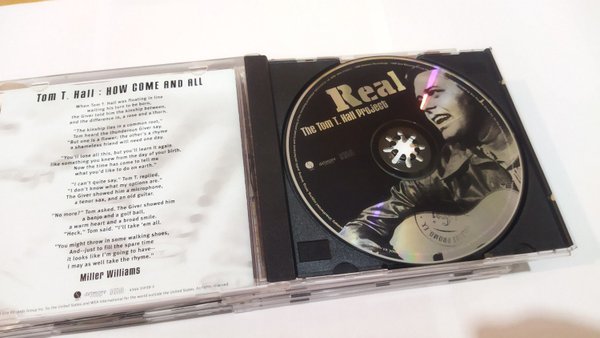 Tom T. Hall : HOW COME AND ALL
When Tom T. Hall was floating in line
waiting his turn to be born,
the Giver told him the kinship between,
and the difference in, a rose and a thorn.
"The kinship lies in a common root,"
Tom heard the thunderous Giver say.
"But one is a flower, the other's a rhyme
a shameless friend will need one day.
"You'll lose all this, but you'll learn it again
like something you knew from the day of your birth.
Now the time has come to tell me
what you'd like to do on earth."
"I can't quite say," Tom T. replied,
"I don't know what my options are."
The Giver showed him a microphone,
a tenor sax, and an old guitar.
"No more?" Tom asked. The Giver showed him
a banjo and a golf ball,
a warm heart and a broad smile.
"Heck," Tom said. "I'll take 'em all.
"You might throw in some walking shoes,
And--just to fill the spare time
it looks like I'm going to have--
I may as well take the rhyme."
Miller Williams
Real
The Tom T. Hall Project